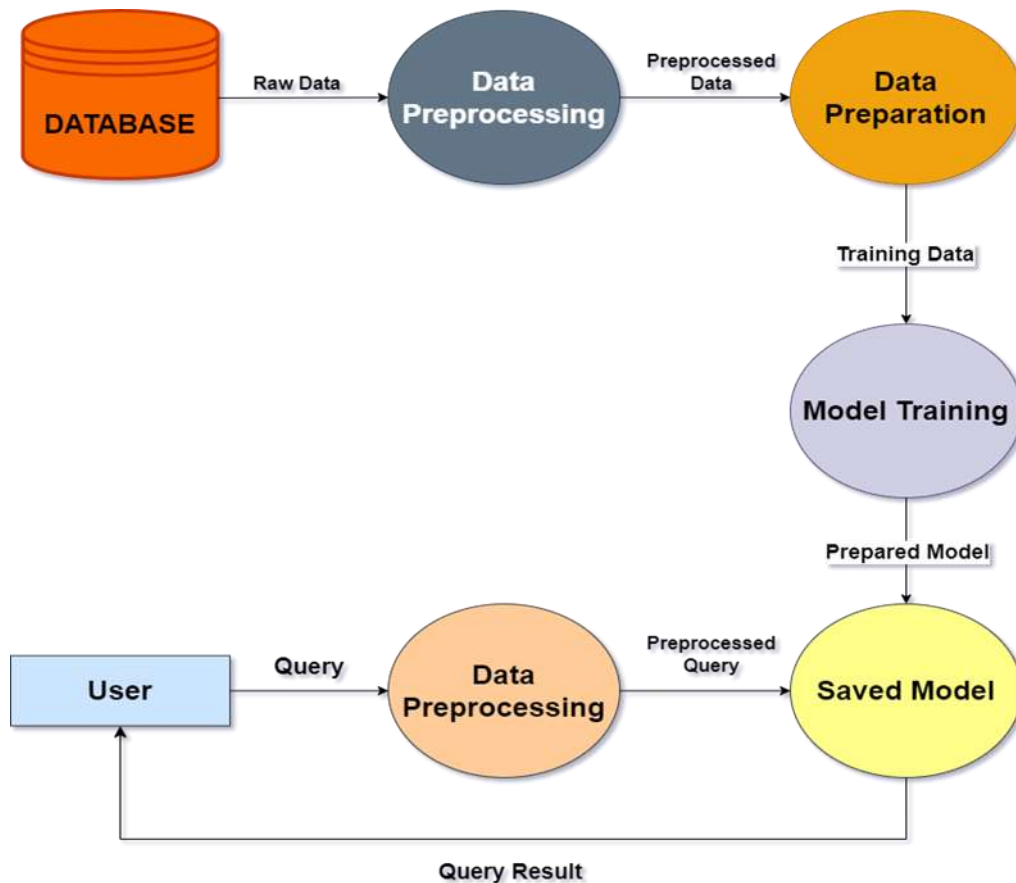 DATABASE
Raw Data
Data
Preprocessing
Preprocessed
Data
Data
Preparation
Training Data
Model Training
Prepared Model
User
Query
Data
Preprocessing
Preprocessed
Query
Saved Model
Query Result